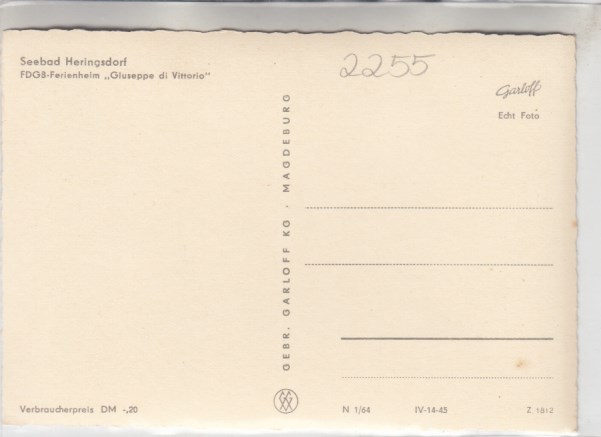 Seebad Heringsdorf
FDGB-Ferienheim „Giuseppe di Vittorio"
2255
Garloff
Echt Foto
GEBR. GARLOFF KG · MAGDEBURG
Verbraucherpreis DM -,20
N 1/64 IV-14-45 Z. 1812